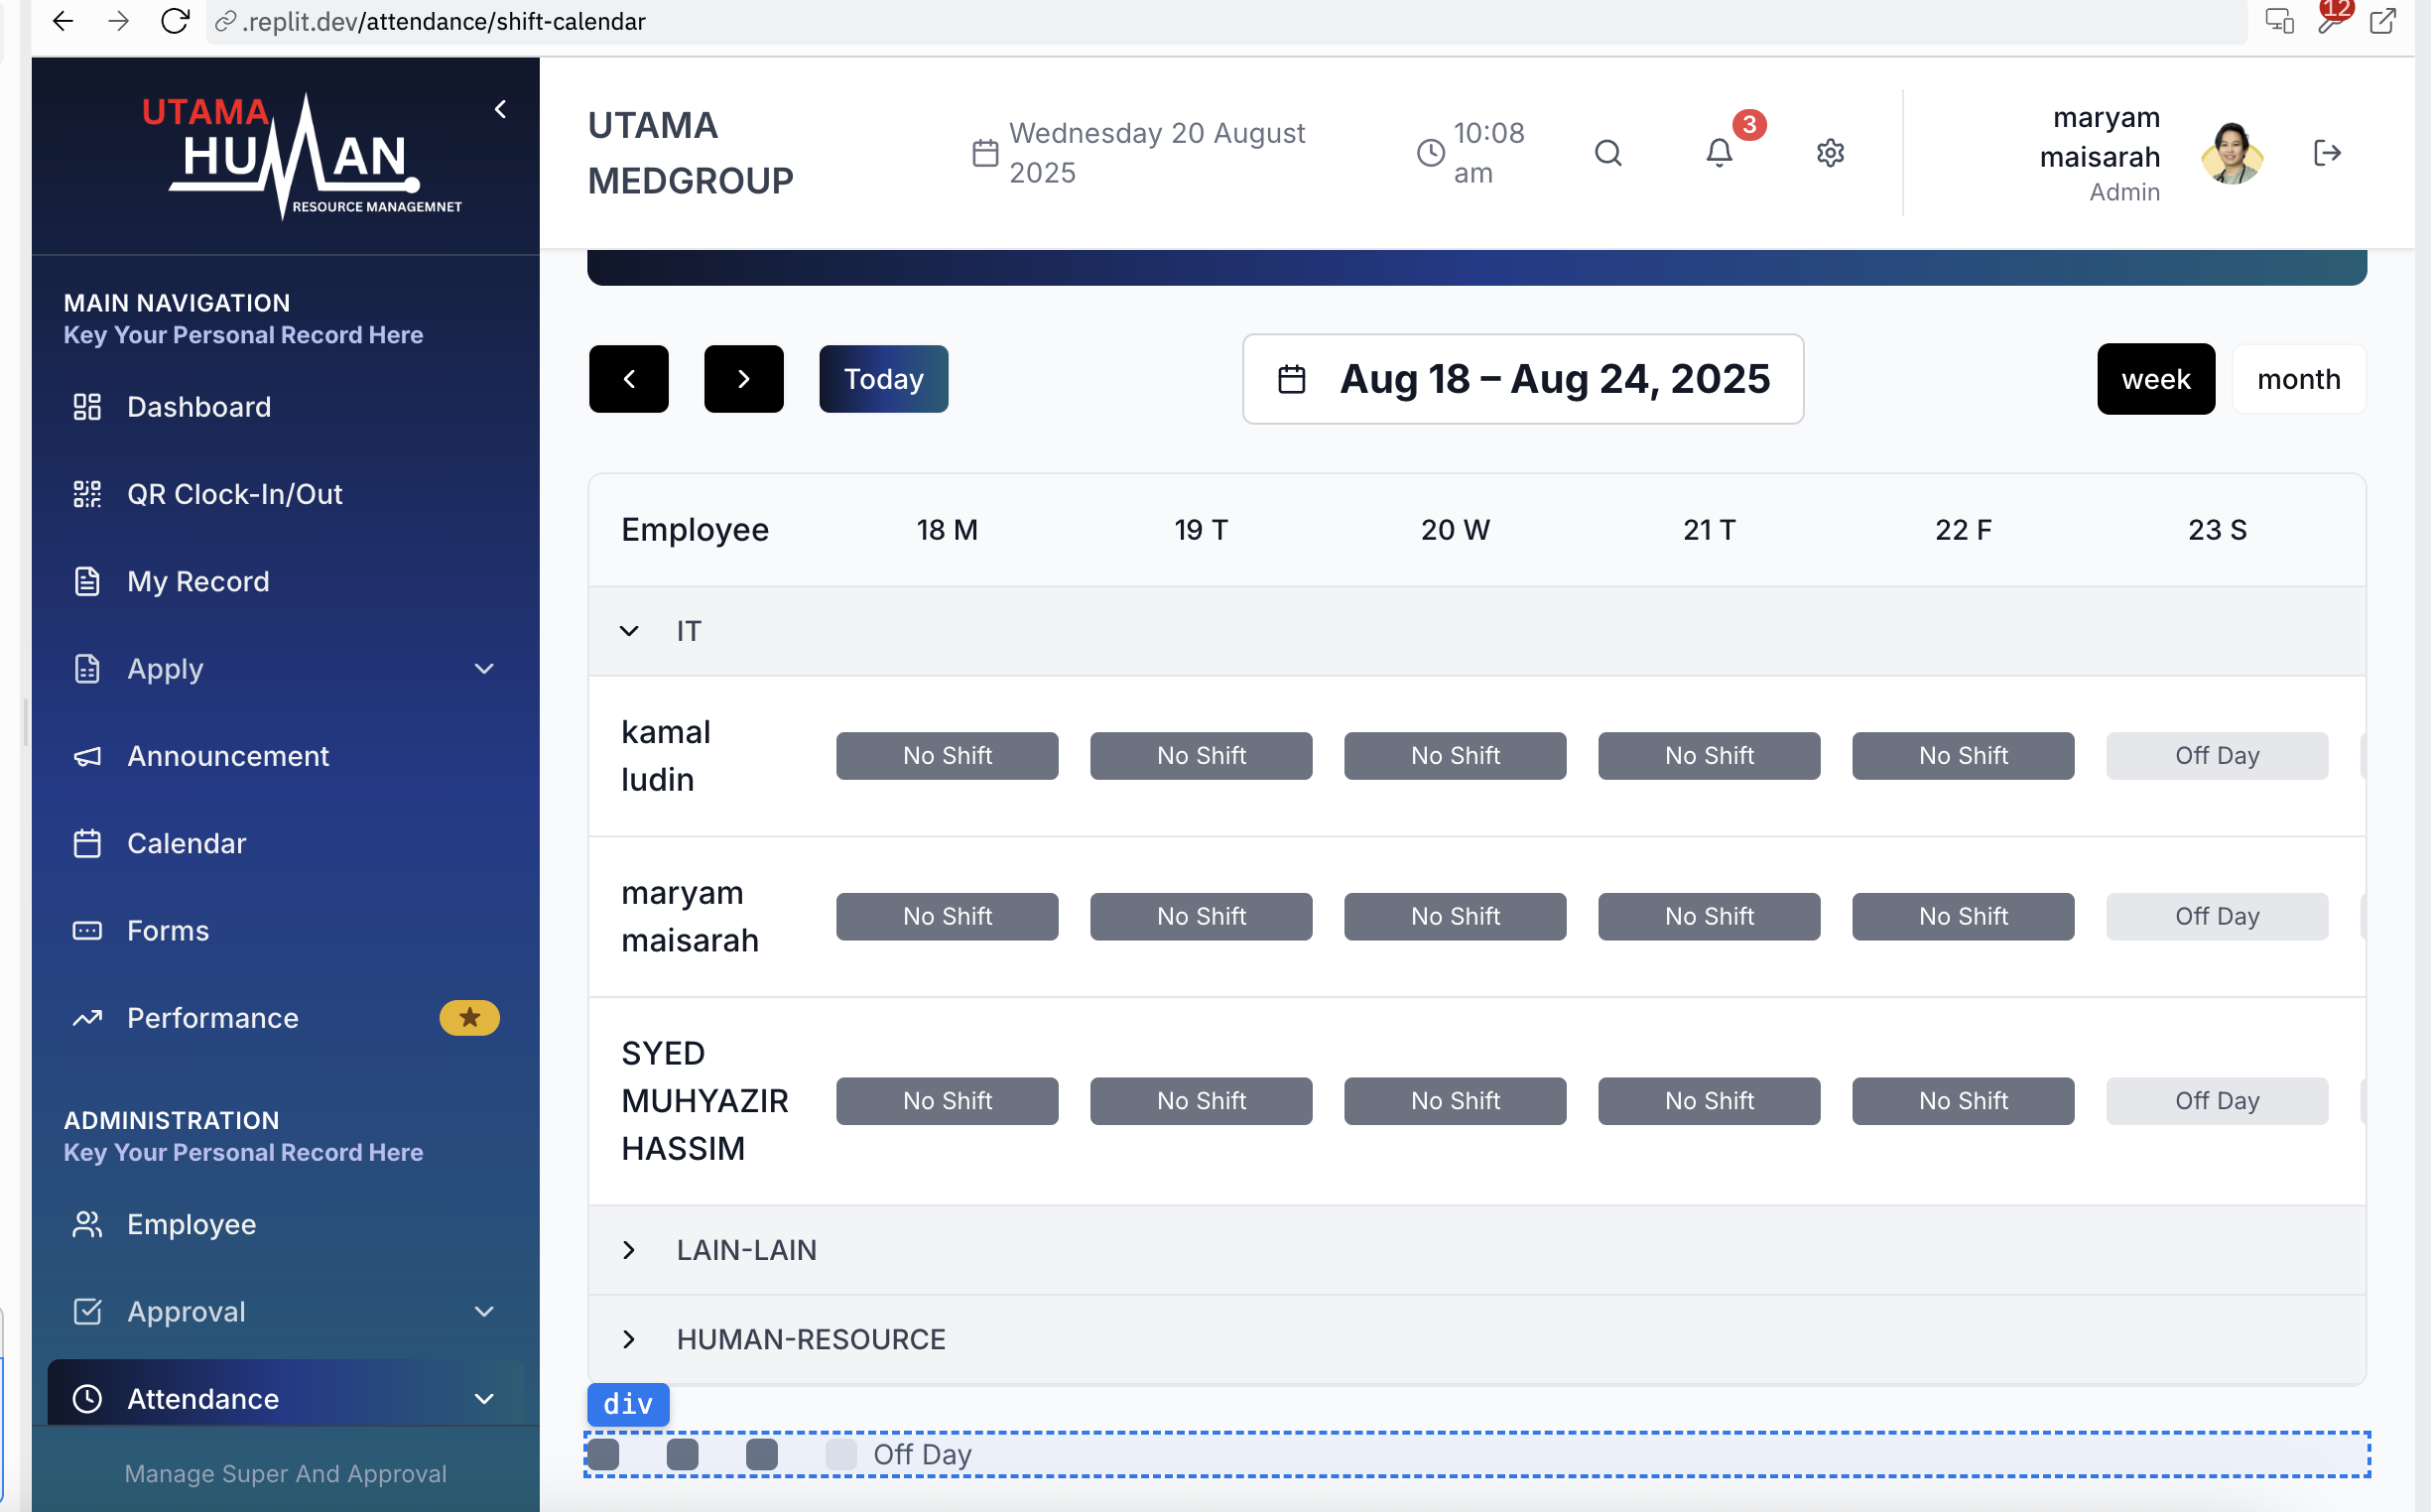 .replit.dev/attendance/shift-calendar
12
UTAMA
HUMAN
RESOURCE MANAGEMNET
UTAMA
MEDGROUP
Wednesday 20 August
2025
10:08
am
3
maryam
maisarah
Admin
MAIN NAVIGATION
Key Your Personal Record Here
Dashboard
QR Clock-In/Out
My Record
Apply
Announcement
Calendar
Forms
Performance
ADMINISTRATION
Key Your Personal Record Here
Employee
Approval
Attendance
Manage Super And Approval
Today
Aug 18 – Aug 24, 2025
week
month
Employee 18 M 19 T 20 W 21 T 22 F 23 S
IT
kamal
ludin
No Shift No Shift No Shift No Shift No Shift Off Day
maryam
maisarah
No Shift No Shift No Shift No Shift No Shift Off Day
SYED
MUHYAZIR
HASSIM
No Shift No Shift No Shift No Shift No Shift Off Day
LAIN-LAIN
HUMAN-RESOURCE
div
Off Day